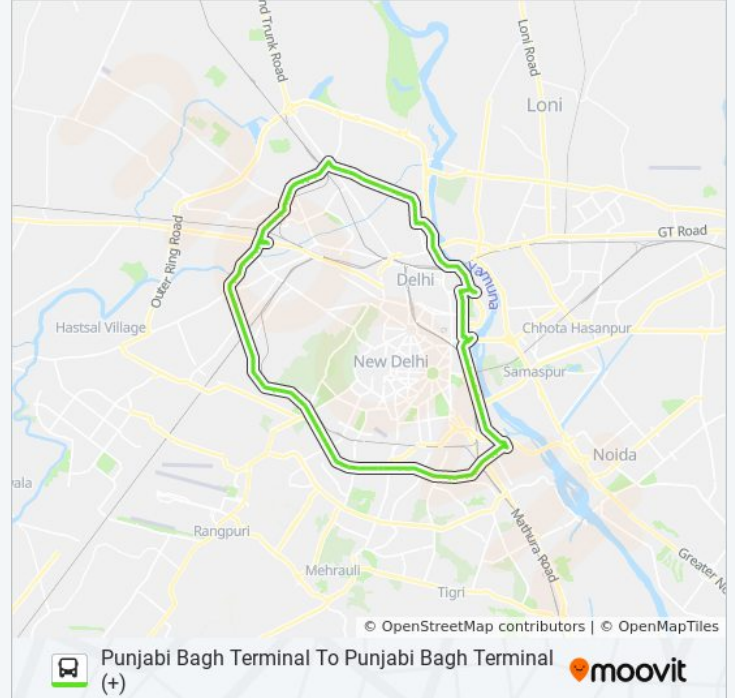 nd Trunk Road
Loni Road
Loni
Outer Ring Road
GT Road
Yamuna
Delhi
Hastsal Village
Chhota Hasanpur
New Delhi
Samaspur
Noida
ala
Rangpuri
Mathura Road
Mehrauli
Greater No
Tigri
© OpenStreetMap contributors | © OpenMapTiles
Punjabi Bagh Terminal To Punjabi Bagh Terminal
(+)
moovit